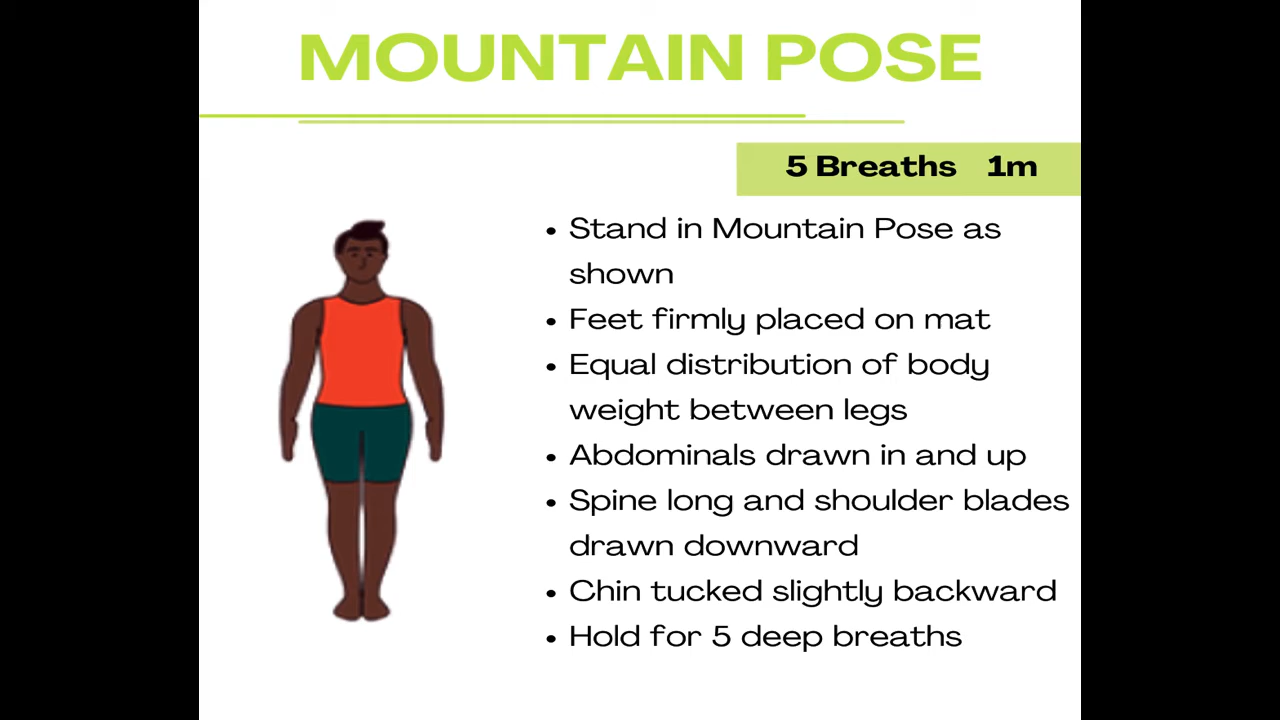 MOUNTAIN POSE
5 Breaths 1m
• Stand in Mountain Pose as
shown
• Feet firmly placed on mat
• Equal distribution of body
weight between legs
• Abdominals drawn in and up
• Spine long and shoulder blades
drawn downward
• Chin tucked slightly backward
• Hold for 5 deep breaths